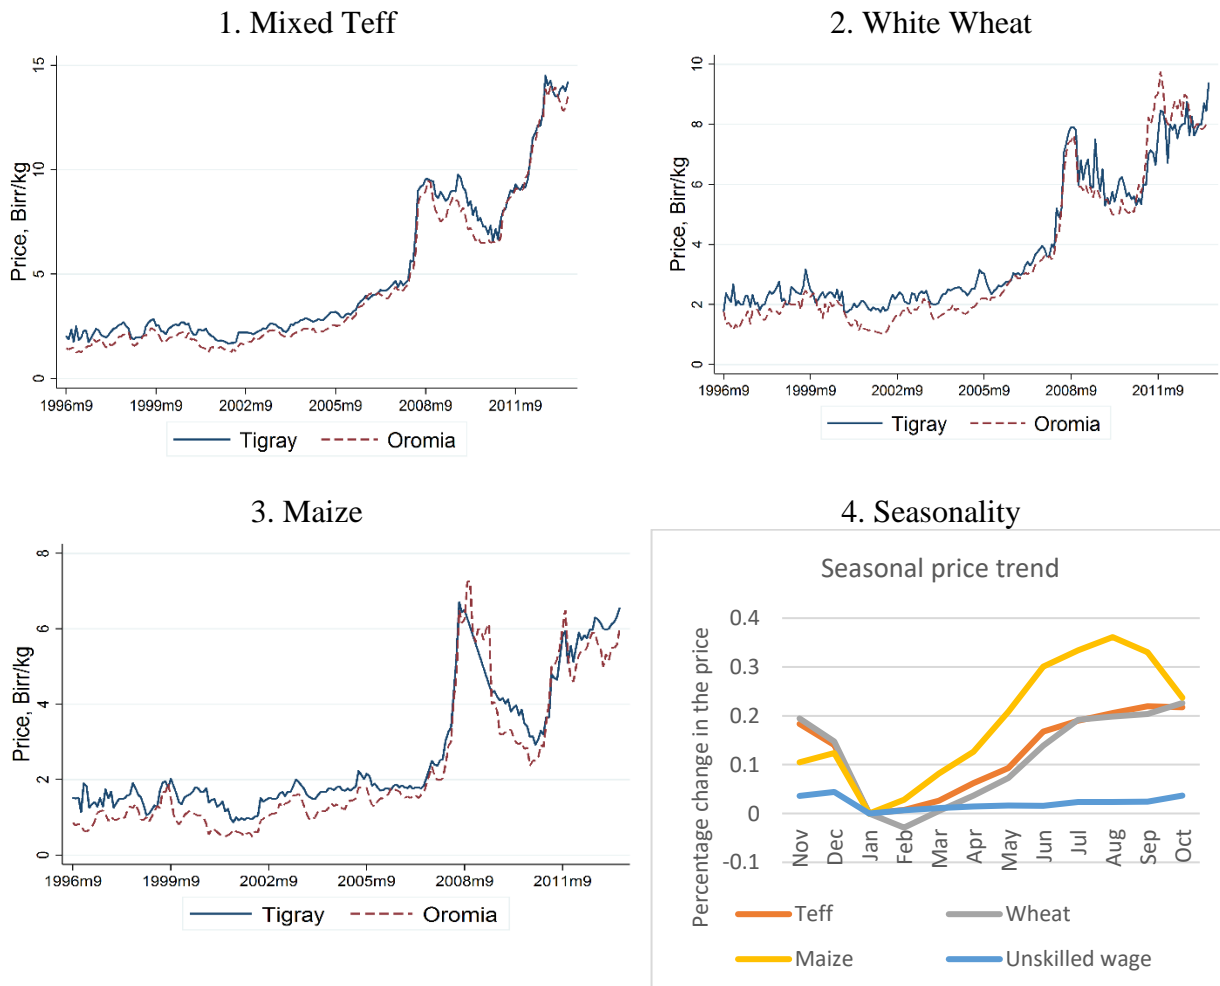 1. Mixed Teff
Price, Birr/kg
15
10
5
0
1996m9 1999m9 2002m9 2005m9 2008m9 2011m9
Tigray Oromia
2. White Wheat
Price, Birr/kg
10
8
6
4
2
0
1996m9 1999m9 2002m9 2005m9 2008m9 2011m9
Tigray Oromia
3. Maize
Price, Birr/kg
8
6
4
2
0
1996m9 1999m9 2002m9 2005m9 2008m9 2011m9
Tigray Oromia
4. Seasonality
Seasonal price trend
Percentage change in the price
0.4
0.3
0.2
0.1
0
-0.1
Nov Dec Jan Feb Mar Apr May Jun Jul Aug Sep Oct
Teff Wheat
Maize Unskilled wage